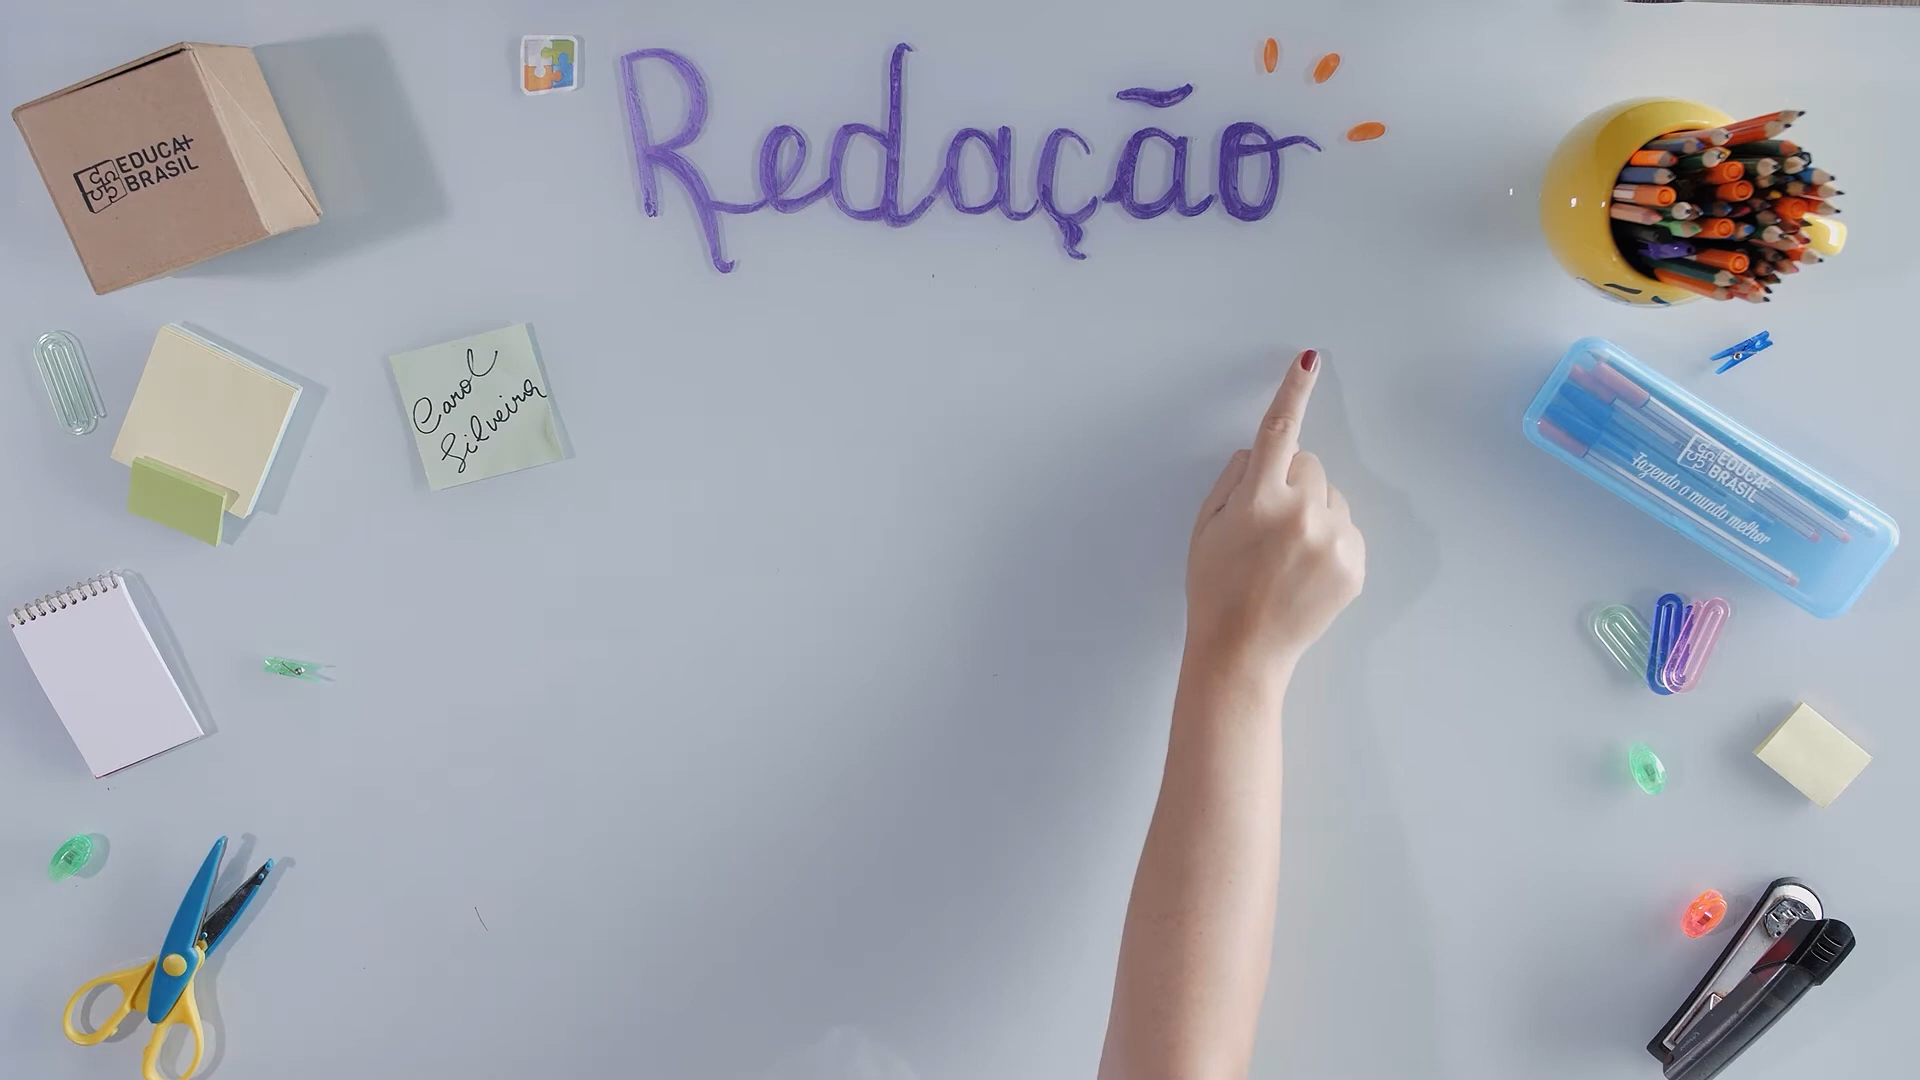 Redação
EDUCA+
BRASIL
Carol
Silveira
EDUCA+
BRASIL
Fazendo o mundo melhor